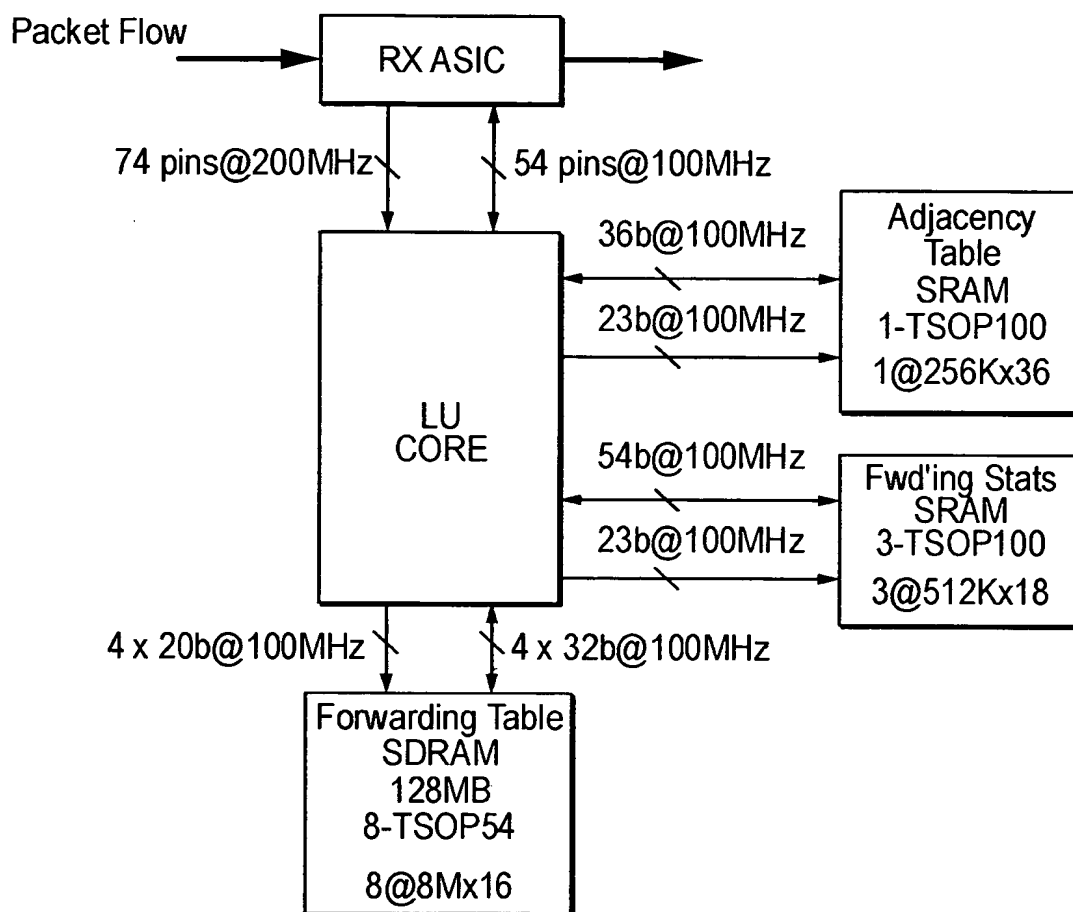 Packet Flow
RX ASIC
74 pins@200MHz
54 pins@100MHz
36b@100MHz
23b@100MHz
Adjacency
Table
SRAM
1-TSOP100
1@256Kx36
LU
CORE
54b@100MHz
23b@100MHz
Fwd'ing Stats
SRAM
3-TSOP100
3@512Kx18
4 x 20b@100MHz
4 x 32b@100MHz
Forwarding Table
SDRAM
128MB
8-TSOP54
8@8Mx16